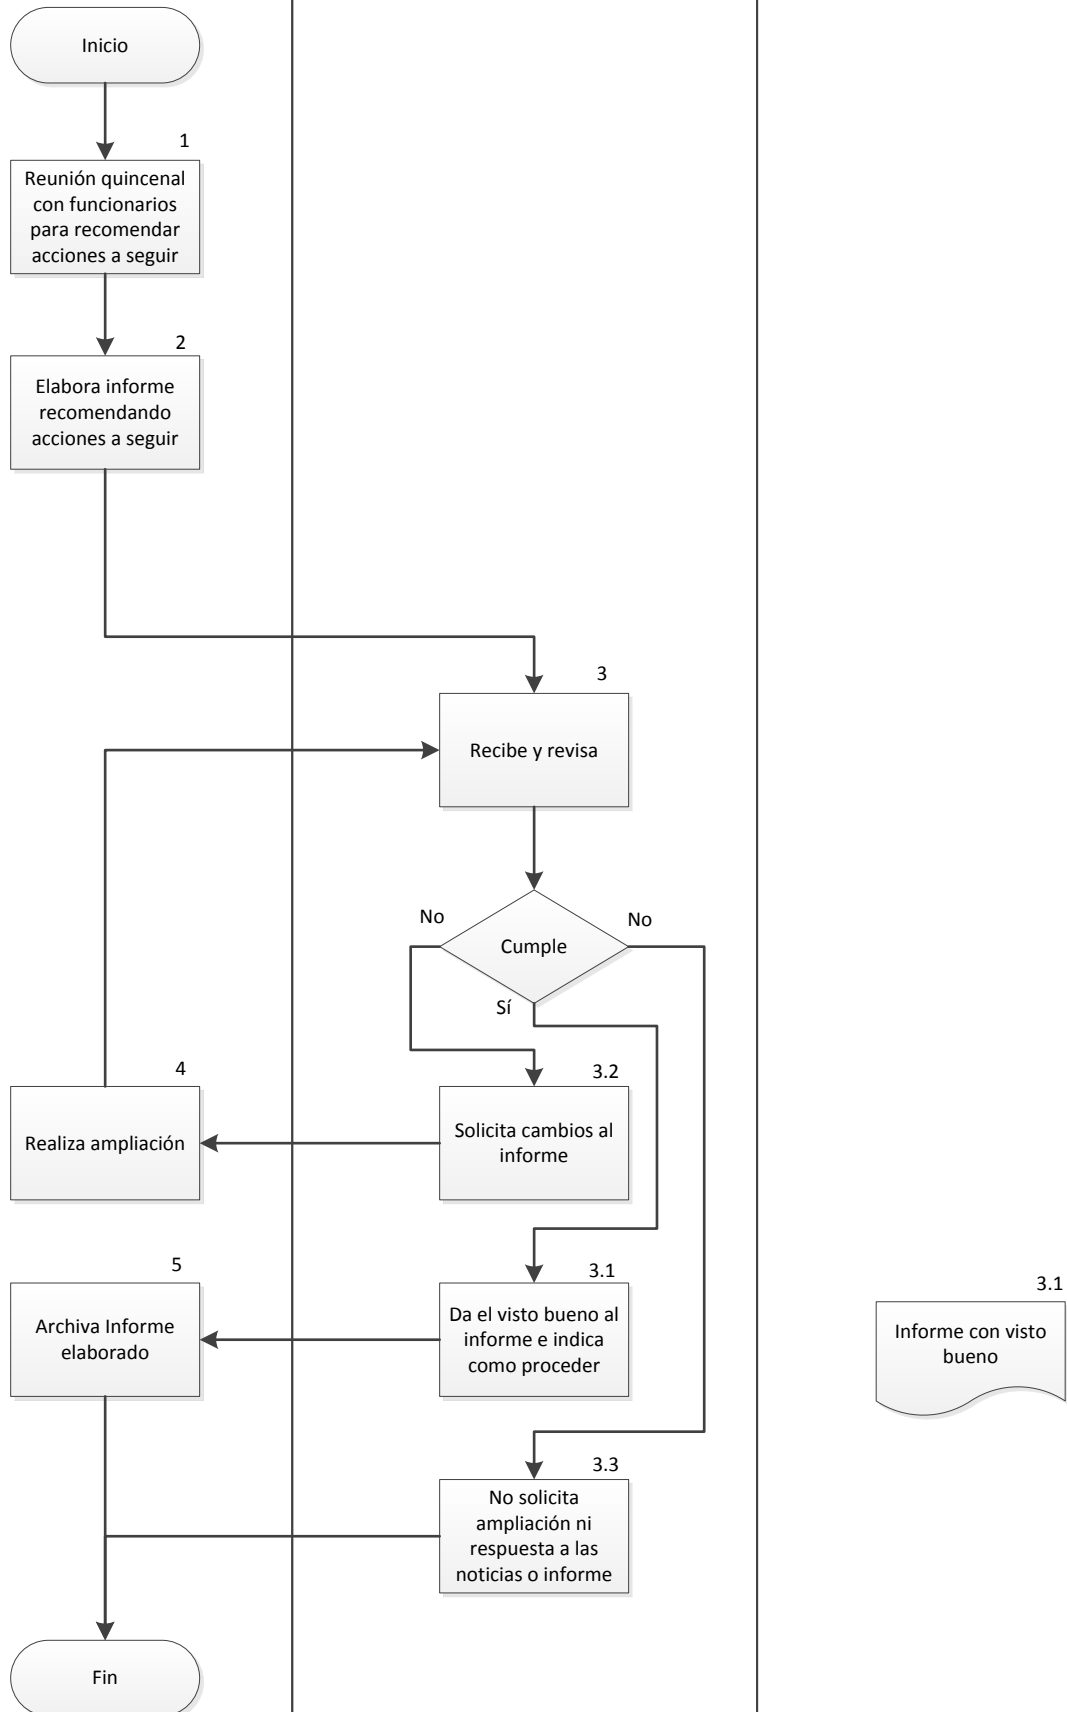 Inicio
1
Reunión quincenal
con funcionarios
para recomendar
acciones a seguir
2
Elabora informe
recomendando
acciones a seguir
3
Recibe y revisa
No
No
Cumple
Sí
4
Realiza ampliación
3.2
Solicita cambios al
informe
5
Archiva Informe
elaborado
3.1
Da el visto bueno al
informe e indica
como proceder
3.1
Informe con visto
bueno
3.3
No solicita
ampliación ni
respuesta a las
noticias o informe
Fin